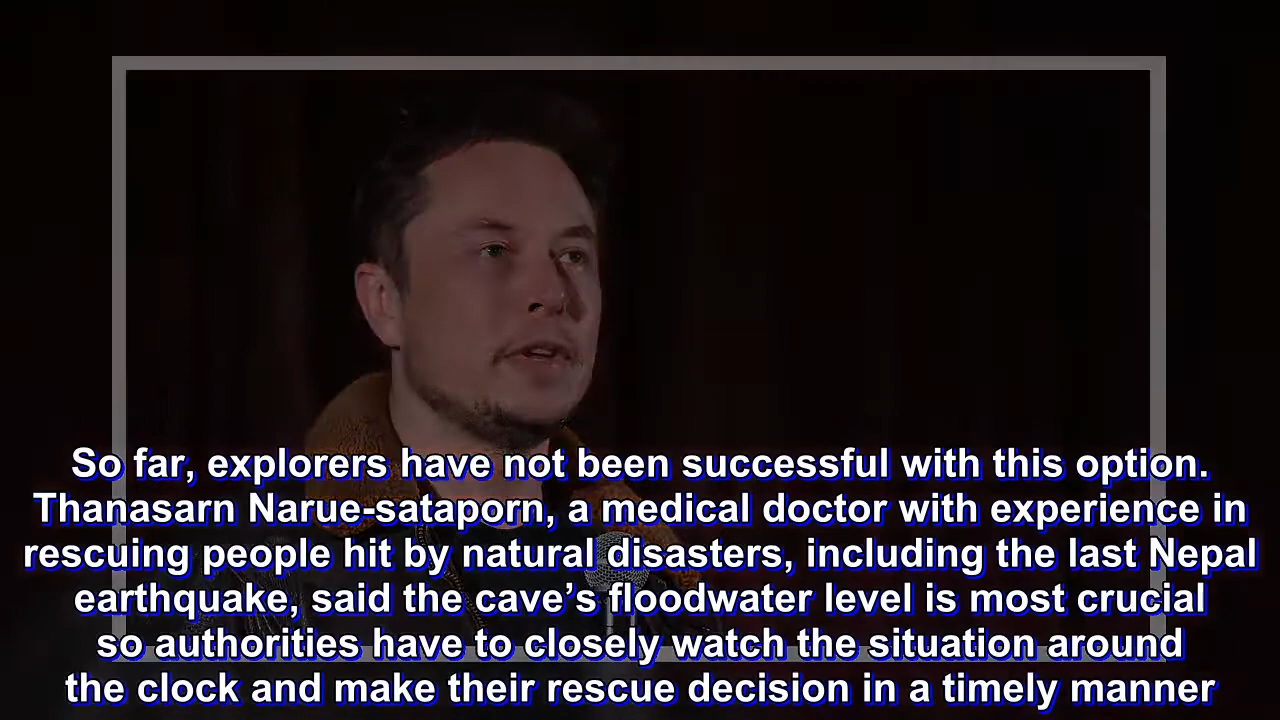 So far, explorers have not been successful with this option.
Thanasarn Narue-sataporn, a medical doctor with experience in
rescuing people hit by natural disasters, including the last Nepal
earthquake, said the cave’s floodwater level is most crucial
so authorities have to closely watch the situation around
the clock and make their rescue decision in a timely manner